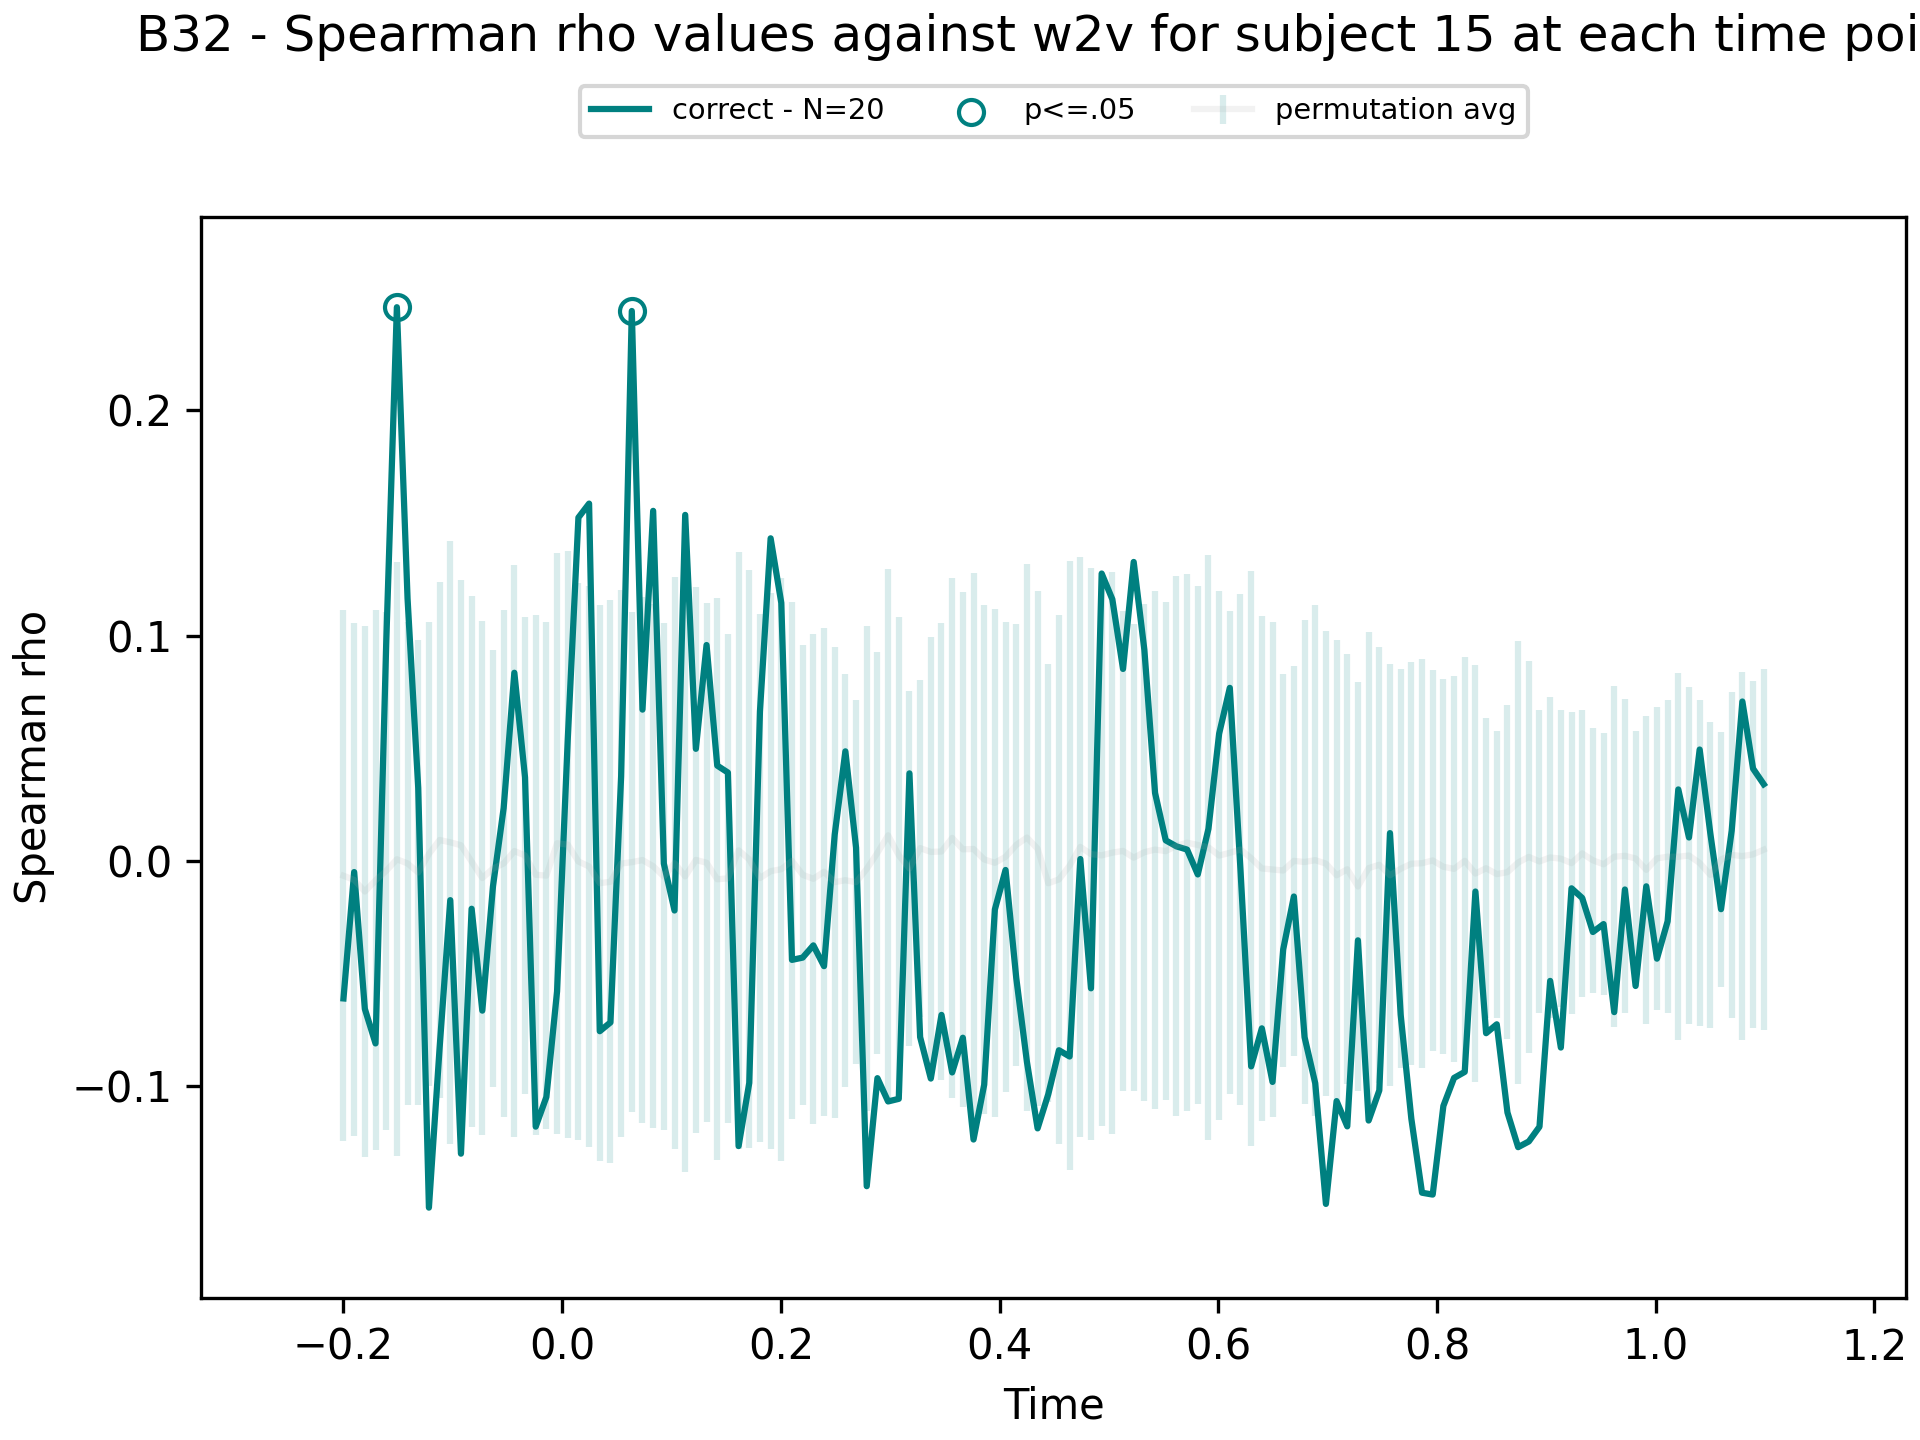 B32 - Spearman rho values against w2v for subject 15 at each time poi
correct - N=20
p<=.05
permutation avg
Spearman rho
0.2
0.1
0.0
−0.1
−0.2
0.0
0.2
0.4
0.6
0.8
1.0
1.2
Time